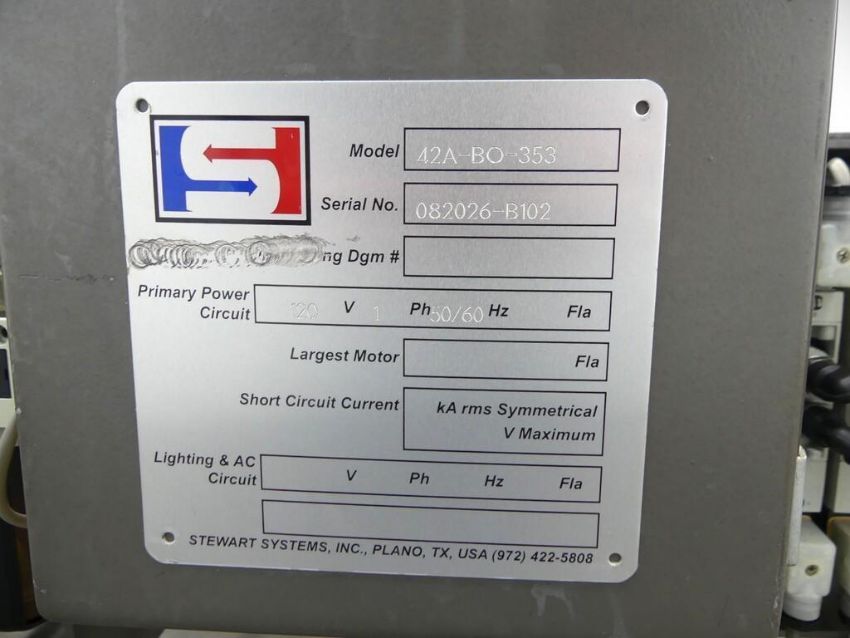 Model 42A-BO-353
Serial No. 082026-B102
Dgm #
Primary Power
Circuit 120 V 1 Ph 50/60 Hz Fla
Largest Motor Fla
Short Circuit Current kA rms Symmetrical
V Maximum
Lighting & AC
Circuit V Ph Hz Fla
STEWART SYSTEMS, INC., PLANO, TX, USA (972) 422-5808